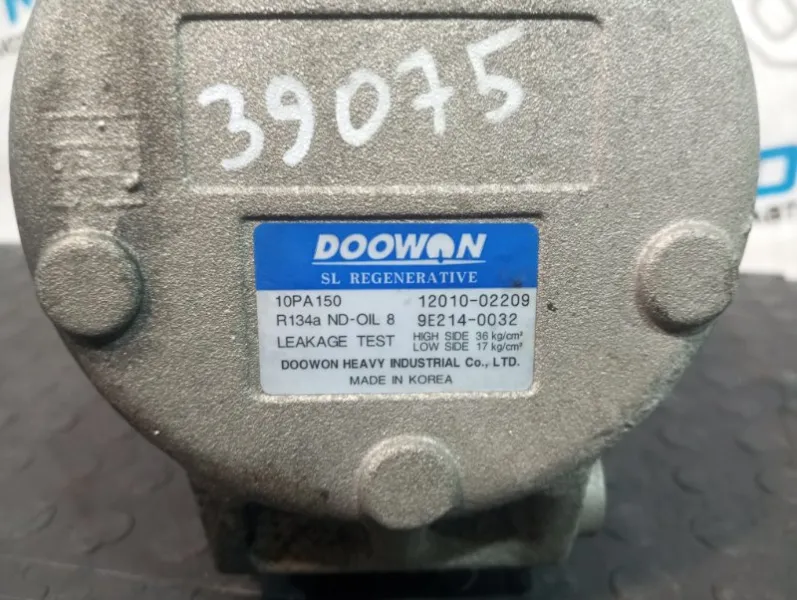 39075
DOOWON
SL REGENERATIVE
10PA150 12010-02209
R134a ND-OIL 8 9E214-0032
LEAKAGE TEST HIGH SIDE 36 kg/cm²
LOW SIDE 17 kg/cm²
DOOWON HEAVY INDUSTRIAL Co., LTD.
MADE IN KOREA